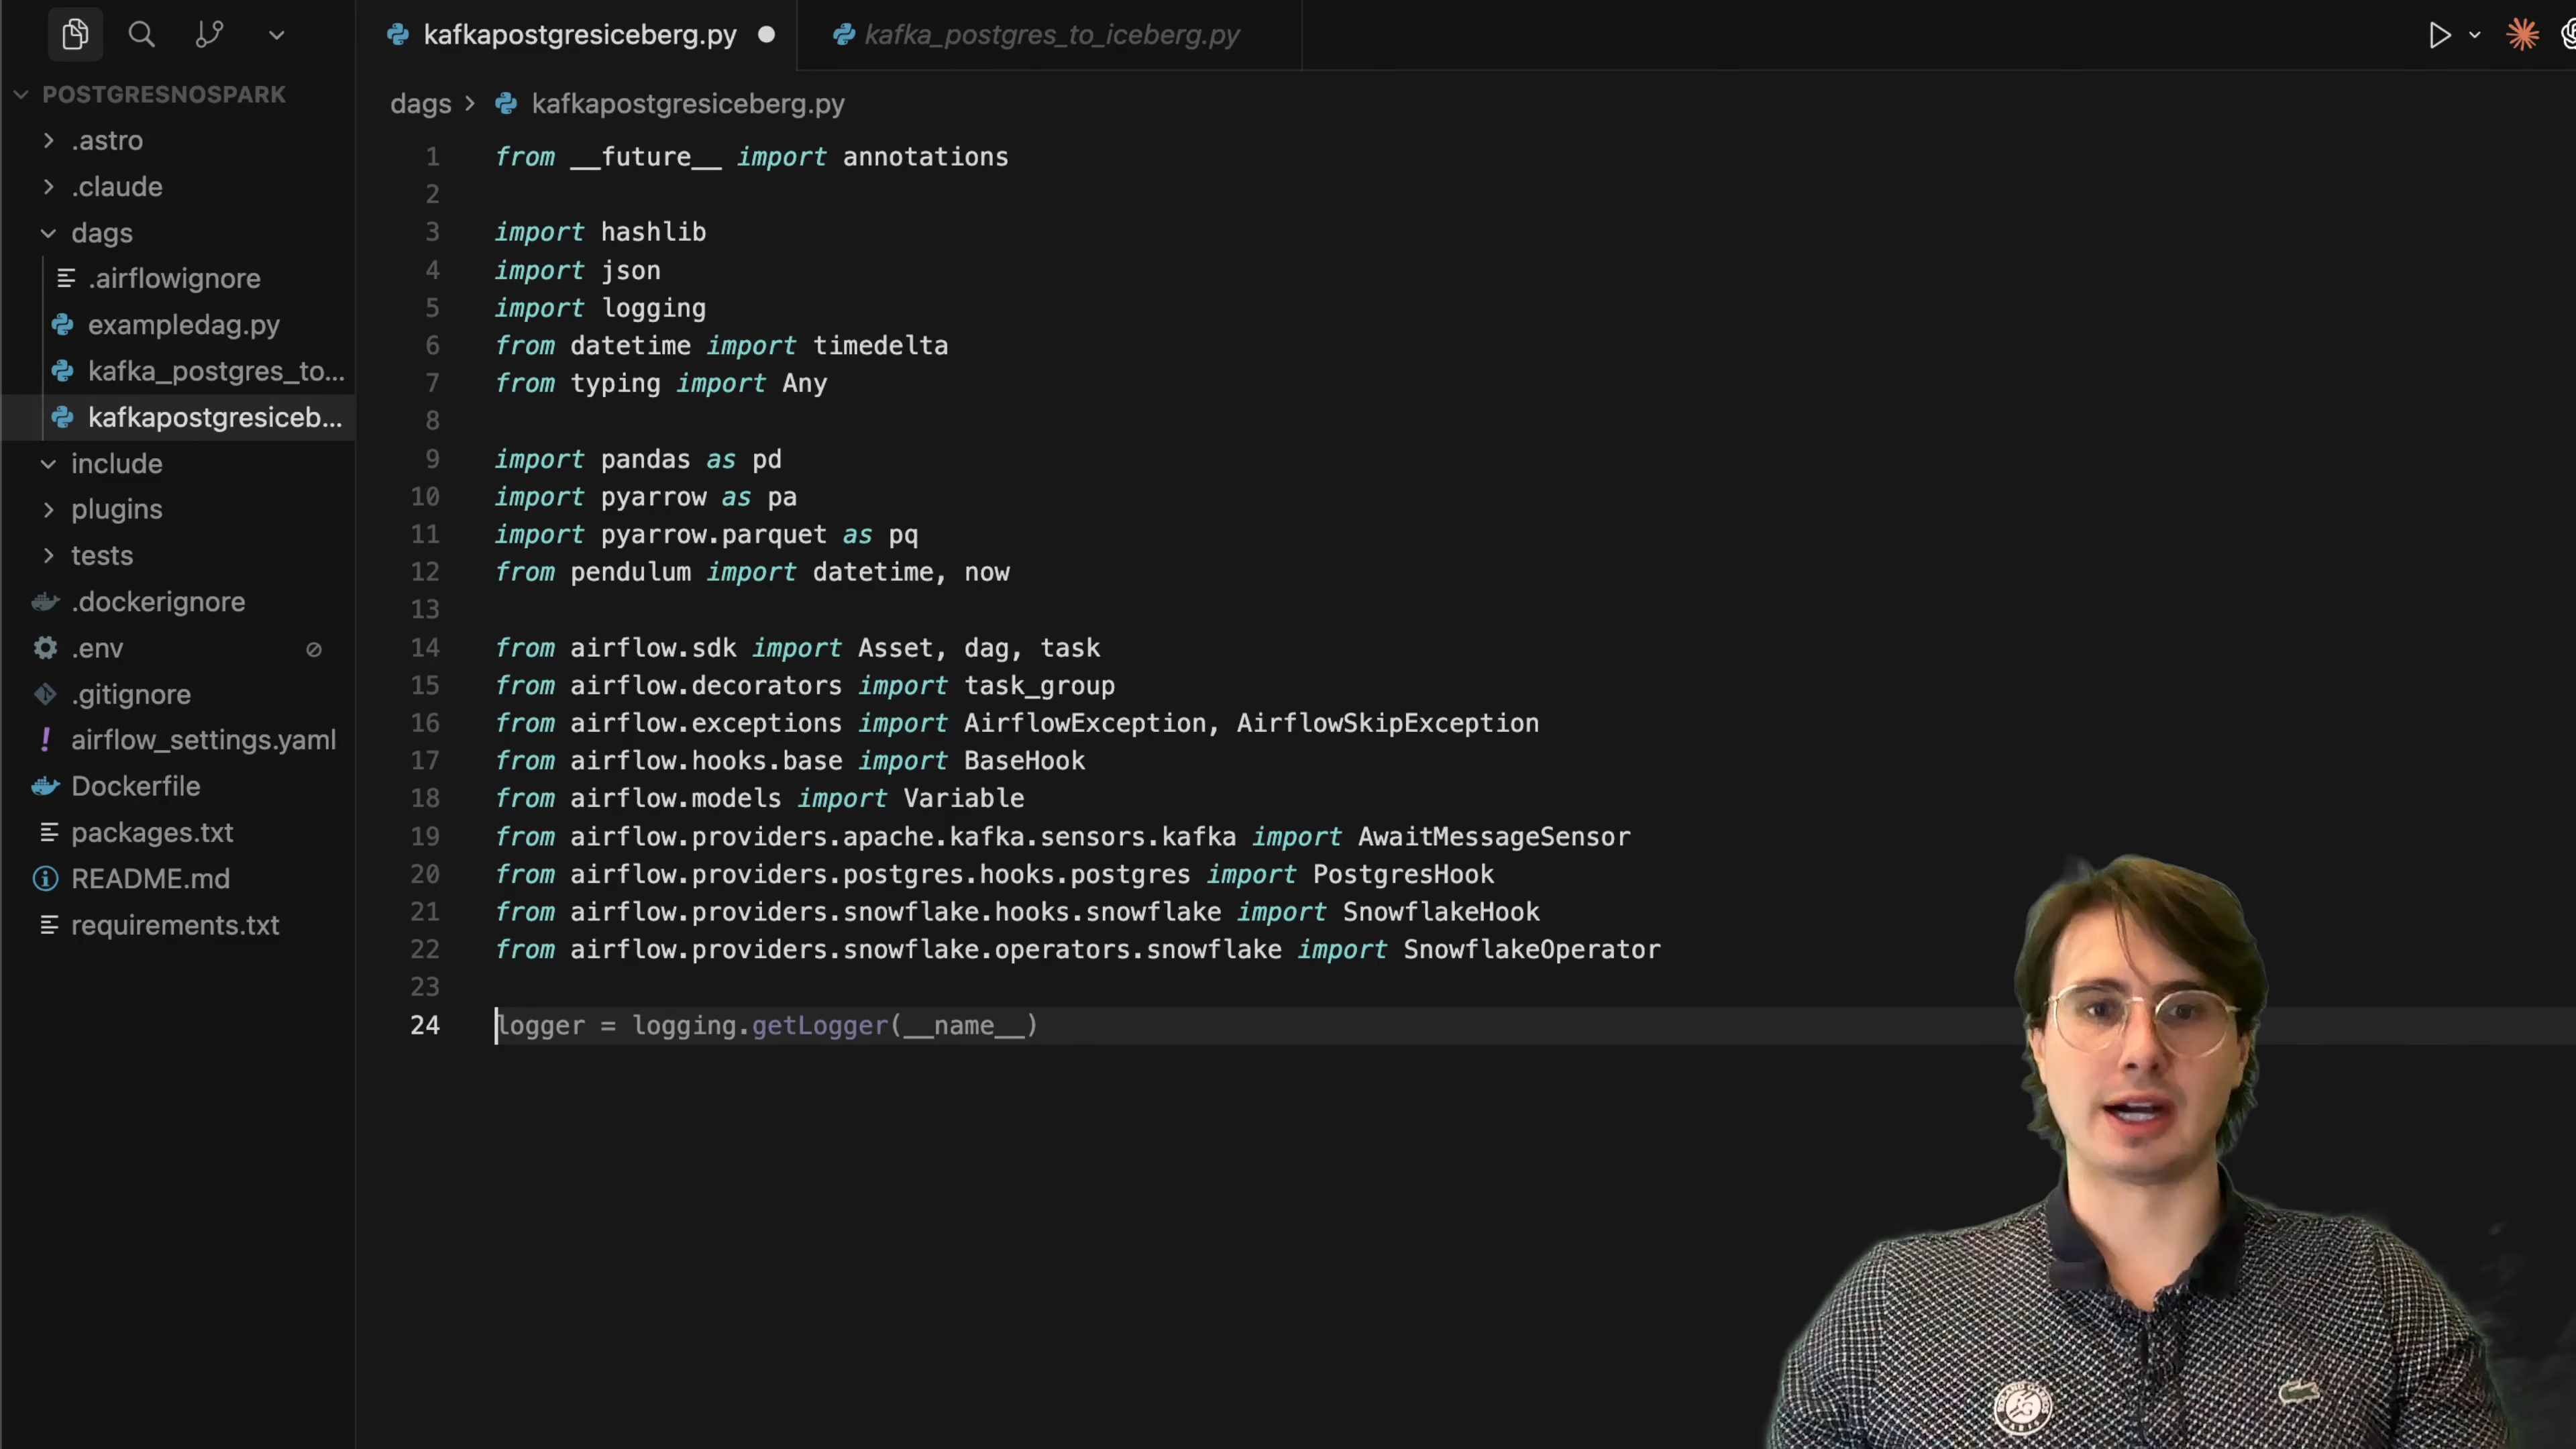 kafkapostgresiceberg.py
kafka_postgres_to_iceberg.py
POSTGRESNOSPARK
.astro
.claude
dags
.airflowignore
exampledag.py
kafka_postgres_to...
kafkapostgresiceb...
include
plugins
tests
.dockerignore
.env
.gitignore
airflow_settings.yaml
Dockerfile
packages.txt
README.md
requirements.txt
dags > kafkapostgresiceberg.py
1 from __future__ import annotations
2
3 import hashlib
4 import json
5 import logging
6 from datetime import timedelta
7 from typing import Any
8
9 import pandas as pd
10 import pyarrow as pa
11 import pyarrow.parquet as pq
12 from pendulum import datetime, now
13
14 from airflow.sdk import Asset, dag, task
15 from airflow.decorators import task_group
16 from airflow.exceptions import AirflowException, AirflowSkipException
17 from airflow.hooks.base import BaseHook
18 from airflow.models import Variable
19 from airflow.providers.apache.kafka.sensors.kafka import AwaitMessageSensor
20 from airflow.providers.postgres.hooks.postgres import PostgresHook
21 from airflow.providers.snowflake.hooks.snowflake import SnowflakeHook
22 from airflow.providers.snowflake.operators.snowflake import SnowflakeOperator
23
24 logger = logging.getLogger(__name__)